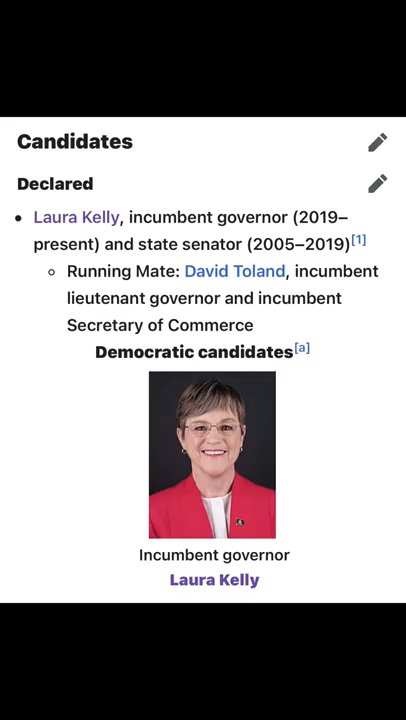 Candidates
Declared
• Laura Kelly, incumbent governor (2019–
present) and state senator (2005–2019)[1]
◦ Running Mate: David Toland, incumbent
lieutenant governor and incumbent
Secretary of Commerce
Democratic candidates[a]
Incumbent governor
Laura Kelly